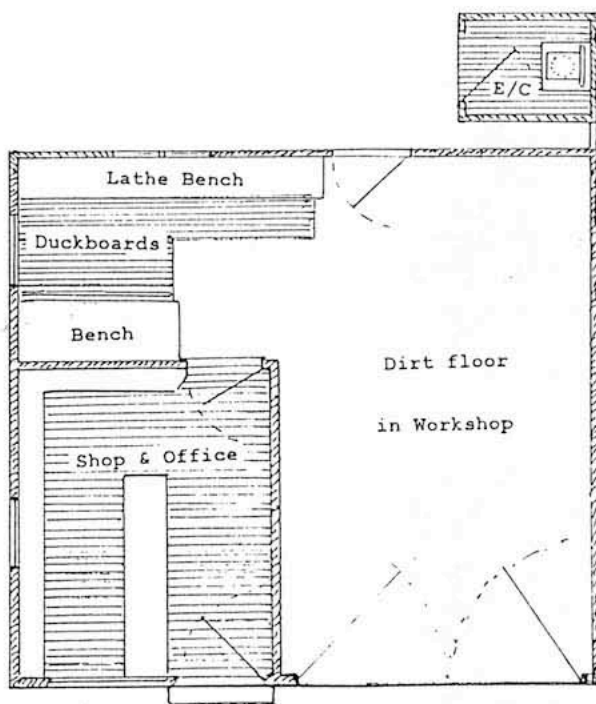 E/C
Lathe Bench
Duckboards
Bench
Dirt floor
in Workshop
Shop & Office